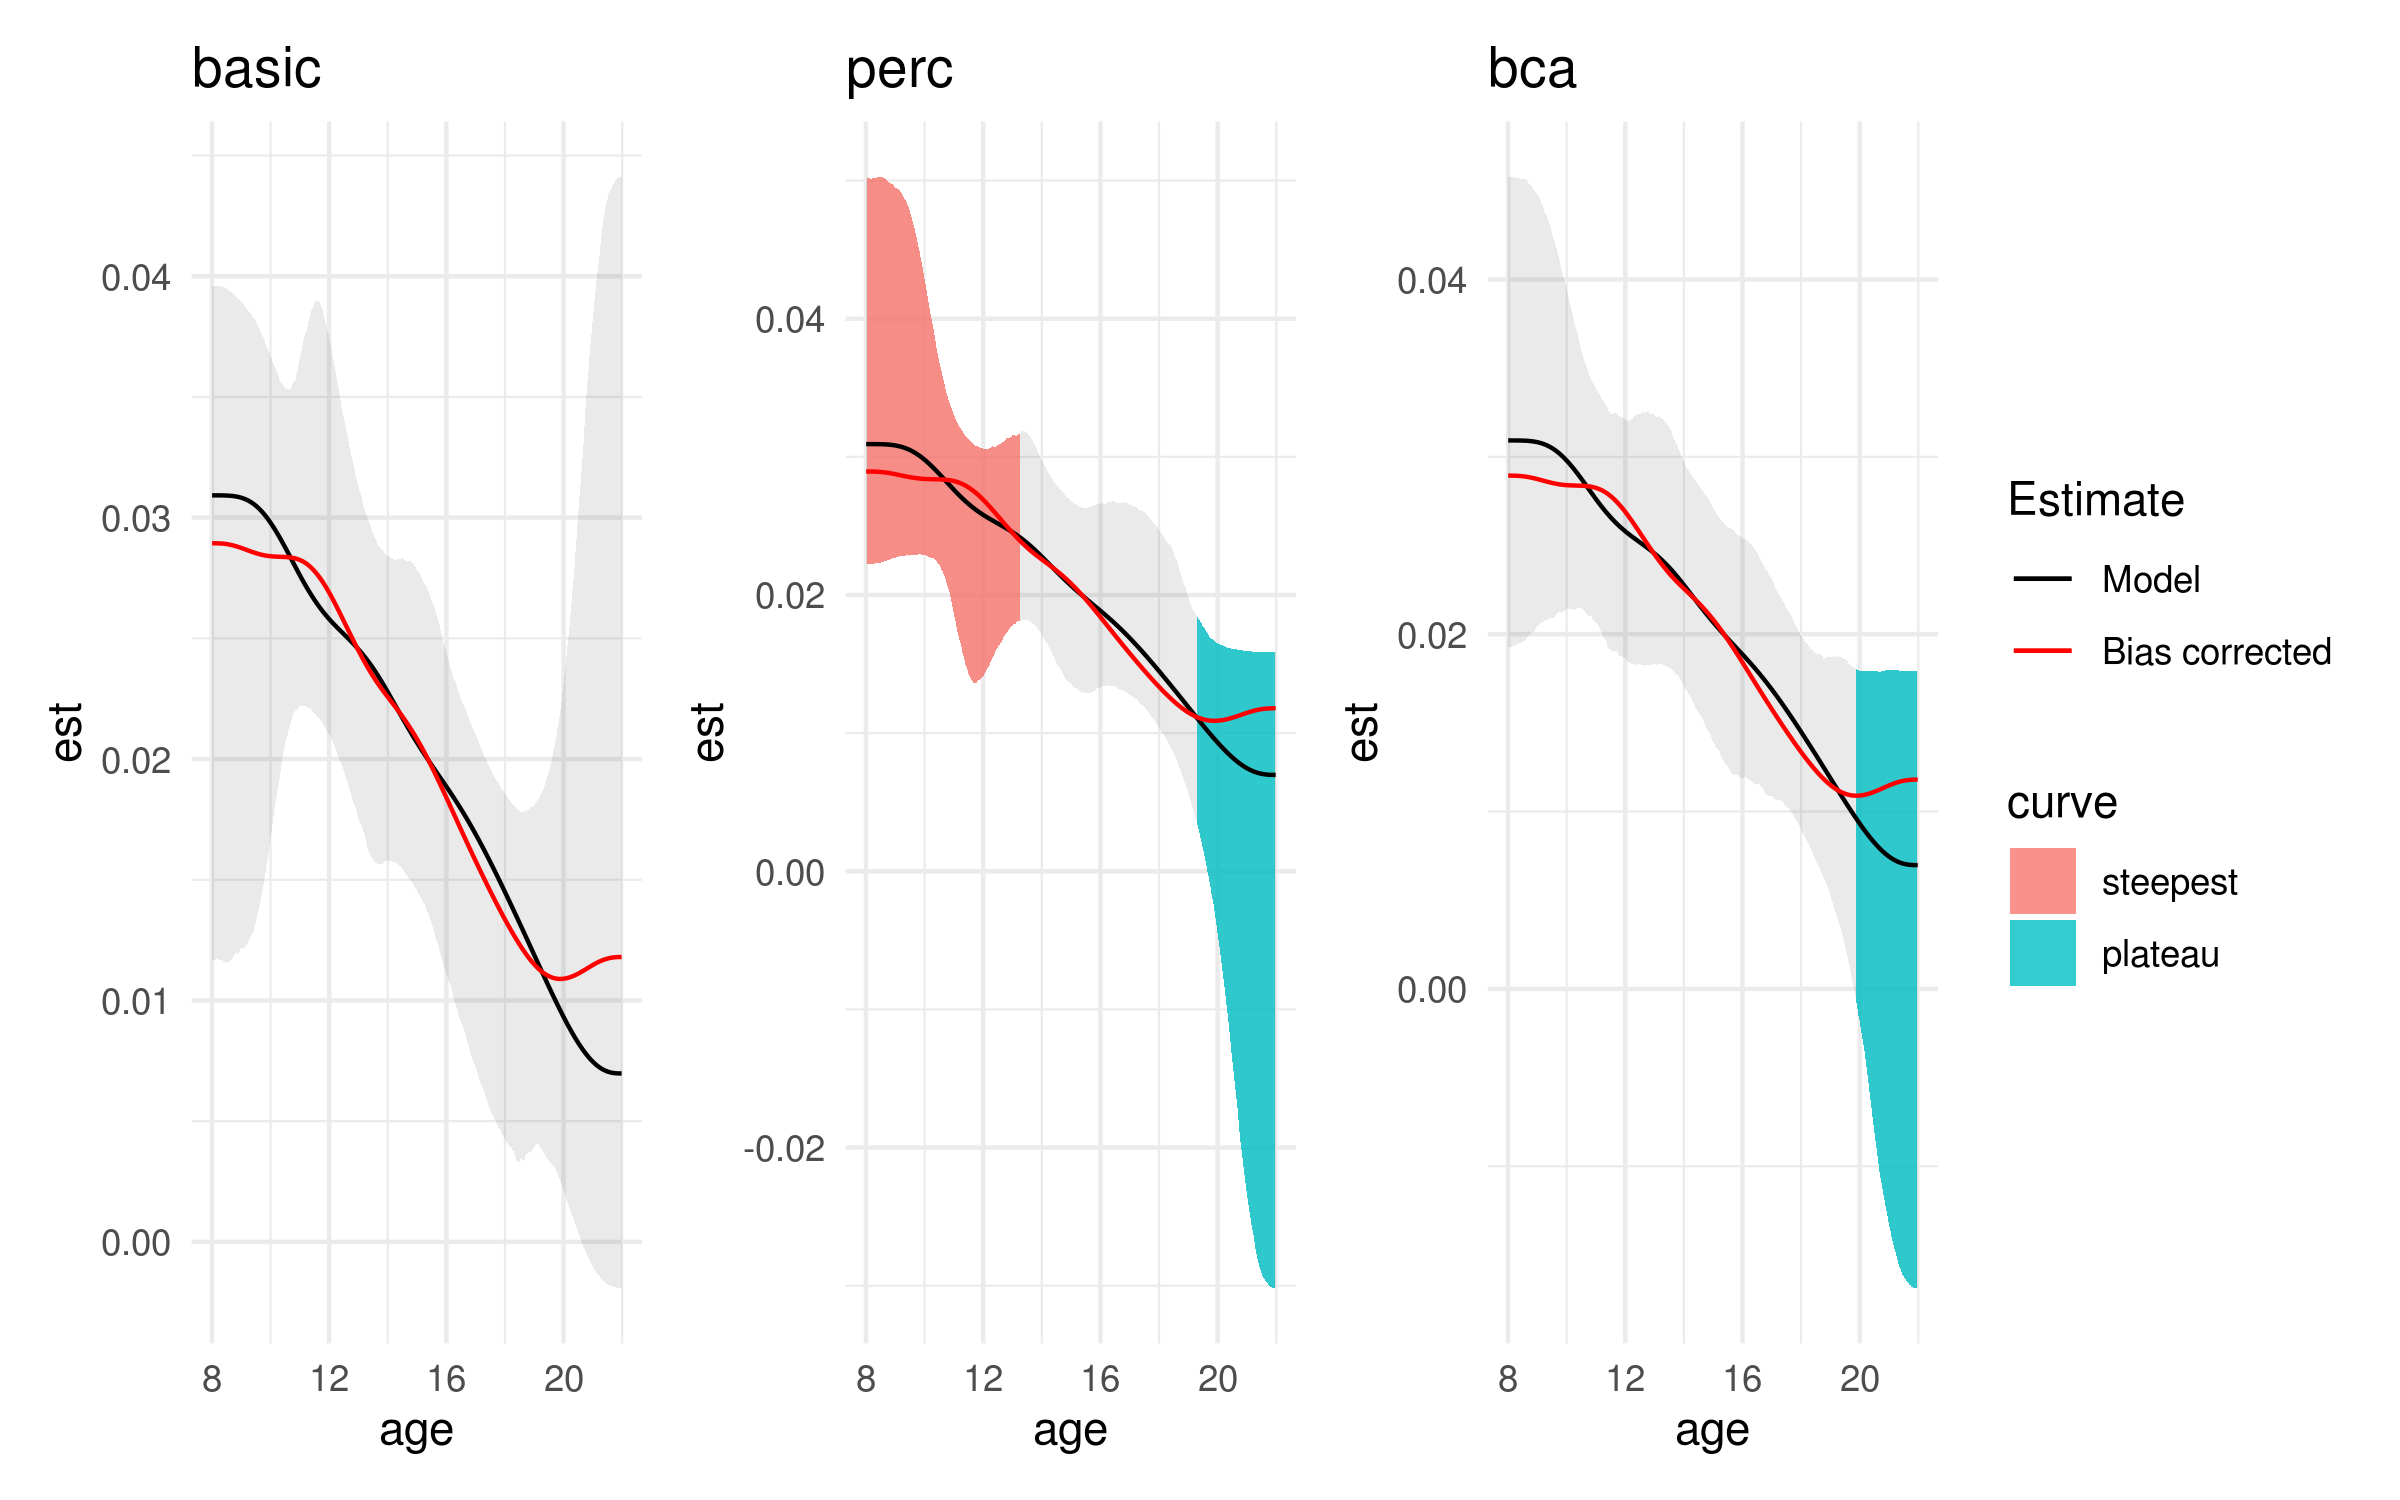 basic
0.04
0.03
0.02
0.01
0.00
est
8 12 16 20
age
perc
0.04
0.02
0.00
-0.02
est
8 12 16 20
age
bca
0.04
0.02
0.00
est
8 12 16 20
age
Estimate
Model
Bias corrected
curve
steepest
plateau